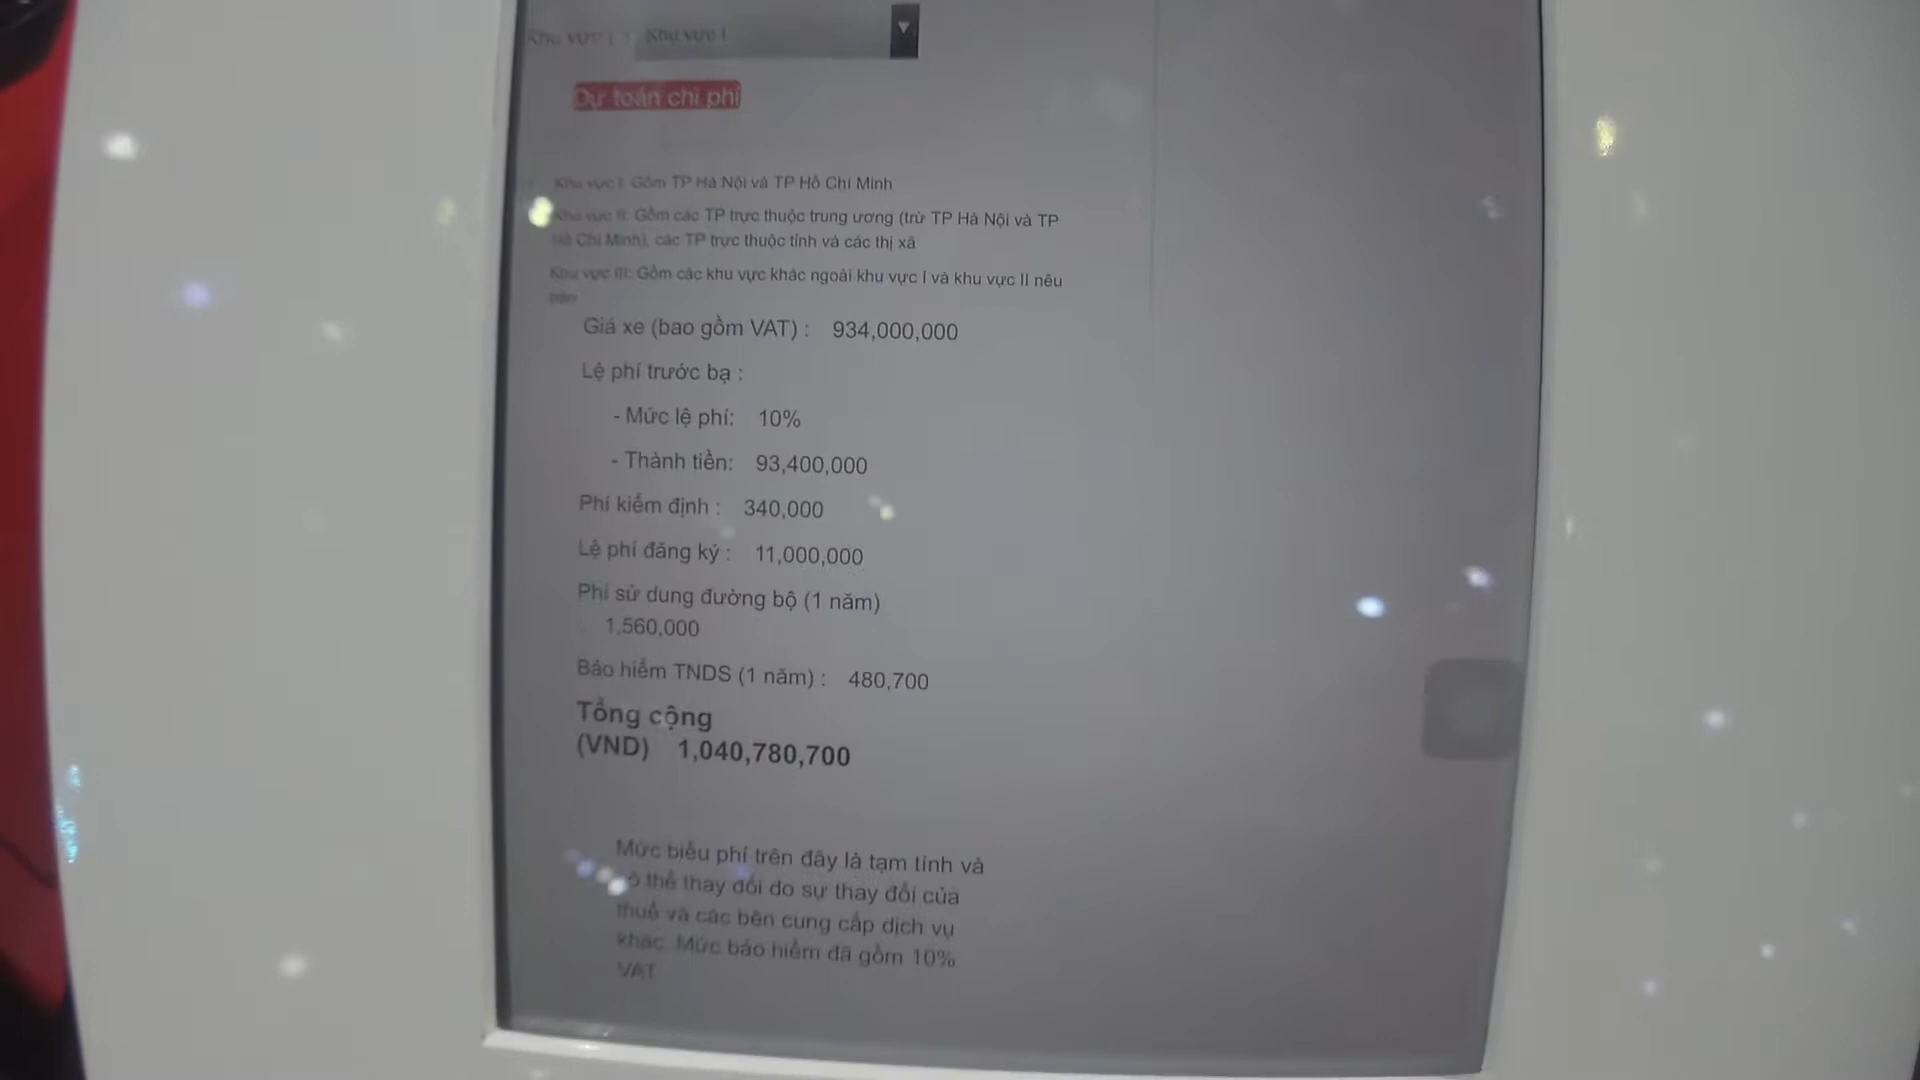 Khu vực I : Khu vực I
Dự toán chi phí
Khu vực I: Gồm TP Hà Nội và TP Hồ Chí Minh
Khu vực II: Gồm các TP trực thuộc trung ương (trừ TP Hà Nội và TP
Hồ Chí Minh), các TP trực thuộc tỉnh và các thị xã
Khu vực III: Gồm các khu vực khác ngoài khu vực I và khu vực II nêu
trên
Giá xe (bao gồm VAT) : 934,000,000
Lệ phí trước bạ :
- Mức lệ phí: 10%
- Thành tiền: 93,400,000
Phí kiểm định : 340,000
Lệ phí đăng ký : 11,000,000
Phí sử dung đường bộ (1 năm)
1,560,000
Bảo hiểm TNDS (1 năm) : 480,700
Tổng cộng
(VND) 1,040,780,700
Mức biểu phí trên đây là tạm tính và
có thể thay đổi do sự thay đổi của
thuế và các bên cung cấp dịch vụ
khác. Mức bảo hiểm đã gồm 10%
VAT